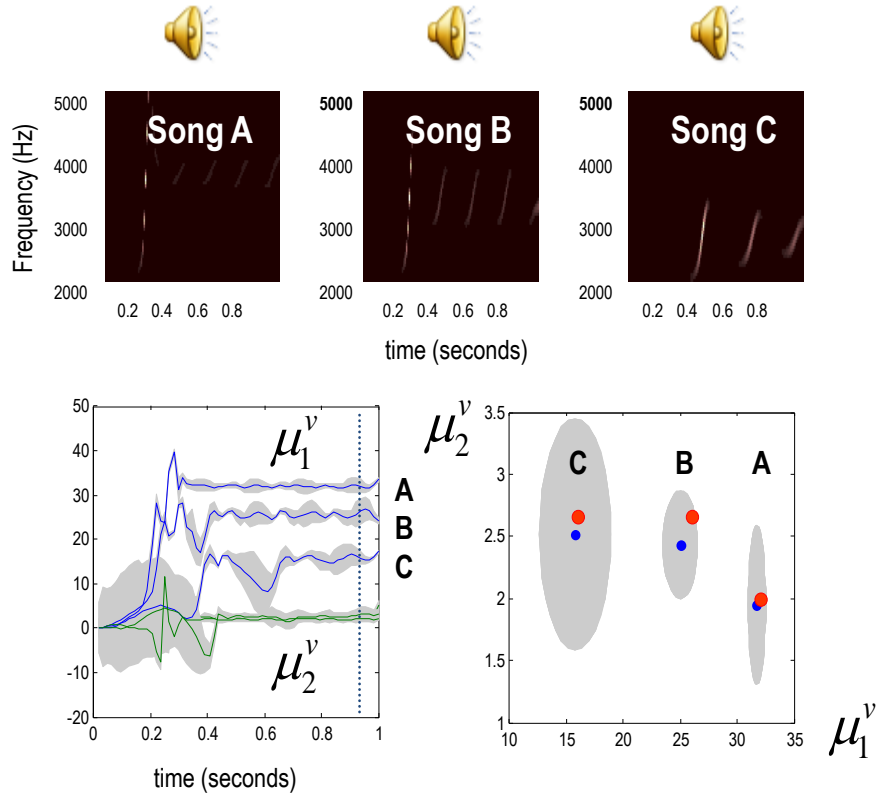 Frequency (Hz)
5000
4000
3000
2000
Song A
0.2 0.4 0.6 0.8
5000
4000
3000
2000
Song B
0.2 0.4 0.6 0.8
5000
4000
3000
2000
Song C
0.2 0.4 0.6 0.8
time (seconds)
50
40
30
20
10
0
-10
-20
μ₁ᵛ
μ₂ᵛ
A
B
C
0 0.2 0.4 0.6 0.8 1
time (seconds)
μ₂ᵛ
3.5
3
2.5
2
1.5
1
C B A
10 15 20 25 30 35
μ₁ᵛ